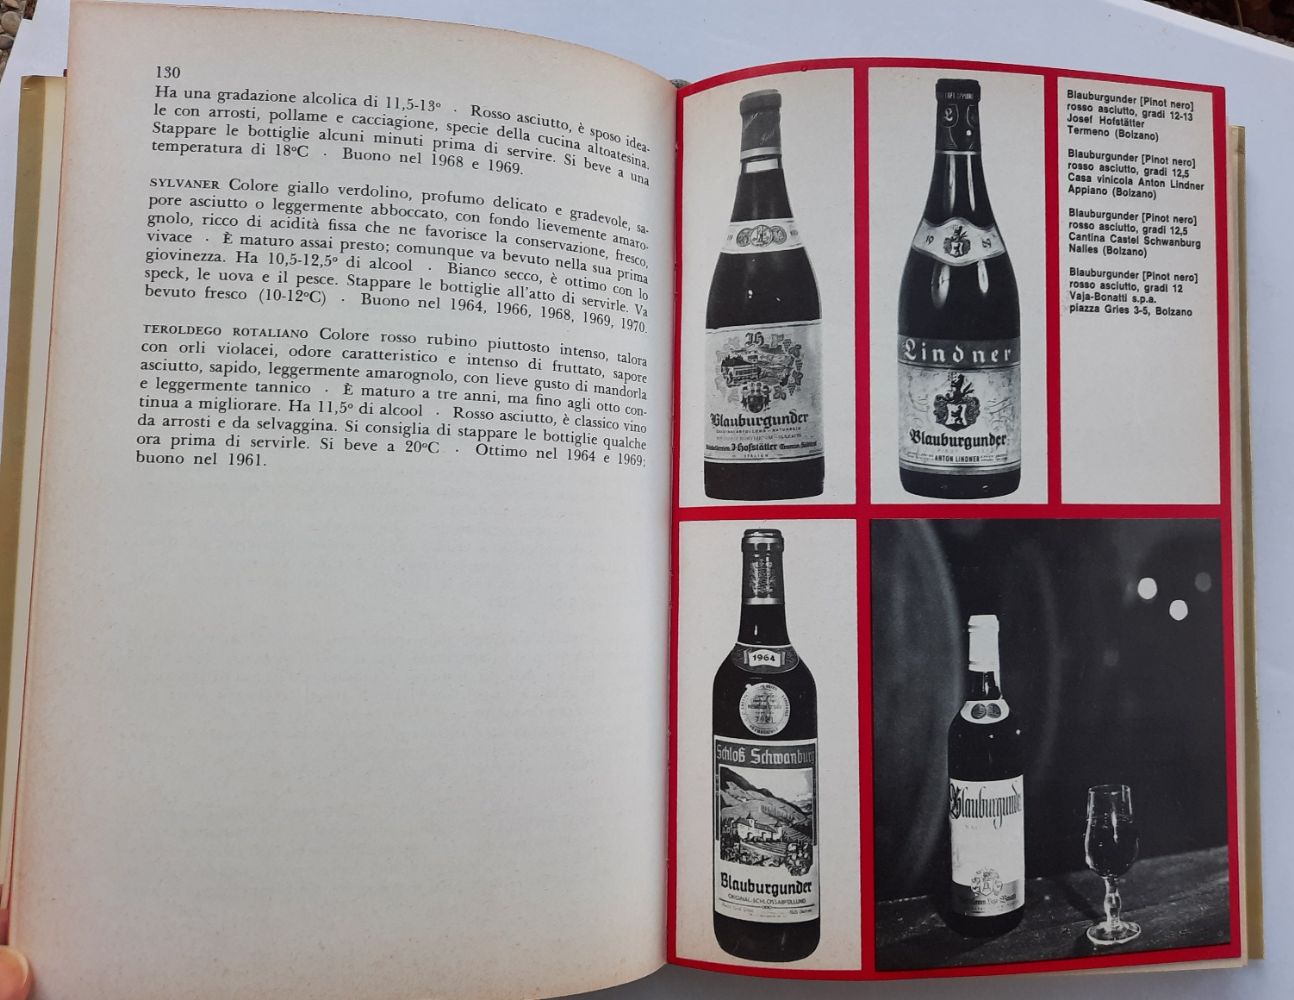 130
Ha una gradazione alcolica di 11,5-13° · Rosso asciutto, è sposo idea-
le con arrosti, pollame e cacciagione, specie della cucina altoatesina.
Stappare le bottiglie alcuni minuti prima di servire. Si beve a una
temperatura di 18°C · Buono nel 1968 e 1969.
SYLVANER Colore giallo verdolino, profumo delicato e gradevole, sa-
pore asciutto o leggermente abboccato, con fondo lievemente amaro-
gnolo, ricco di acidità fissa che ne favorisce la conservazione, fresco,
vivace · È maturo assai presto; comunque va bevuto nella sua prima
giovinezza. Ha 10,5-12,5° di alcool · Bianco secco, è ottimo con lo
speck, le uova e il pesce. Stappare le bottiglie all'atto di servirle. Va
bevuto fresco (10-12°C) · Buono nel 1964, 1966, 1968, 1969, 1970.
TEROLDEGO ROTALIANO Colore rosso rubino piuttosto intenso, talora
con orli violacei, odore caratteristico e intenso di fruttato, sapore
asciutto, sapido, leggermente amarognolo, con lieve gusto di mandorla
e leggermente tannico · È maturo a tre anni, ma fino agli otto con-
tinua a migliorare. Ha 11,5° di alcool · Rosso asciutto, è classico vino
da arrosti e da selvaggina. Si consiglia di stappare le bottiglie qualche
ora prima di servirle. Si beve a 20°C · Ottimo nel 1964 e 1969;
buono nel 1961.
JH
Blauburgunder
J·Hofstätter
ITALIEN
L
19
Lindner
Blauburgunder
ANTON LINDNER
Blauburgunder [Pinot nero]
rosso asciutto, gradi 12-13
Josef Hofstätter
Termeno (Bolzano)
Blauburgunder [Pinot nero]
rosso asciutto, gradi 12,5
Casa vinicola Anton Lindner
Appiano (Bolzano)
Blauburgunder [Pinot nero]
rosso asciutto, gradi 12,5
Cantina Castel Schwanburg
Nalles (Bolzano)
Blauburgunder [Pinot nero]
rosso asciutto, gradi 12
Vaja-Bonatti s.p.a.
piazza Gries 3-5, Bolzano
1964
Schloß Schwanburg
Blauburgunder
ORIGINAL-SCHLOSSABFÜLLUNG
Blauburgunde